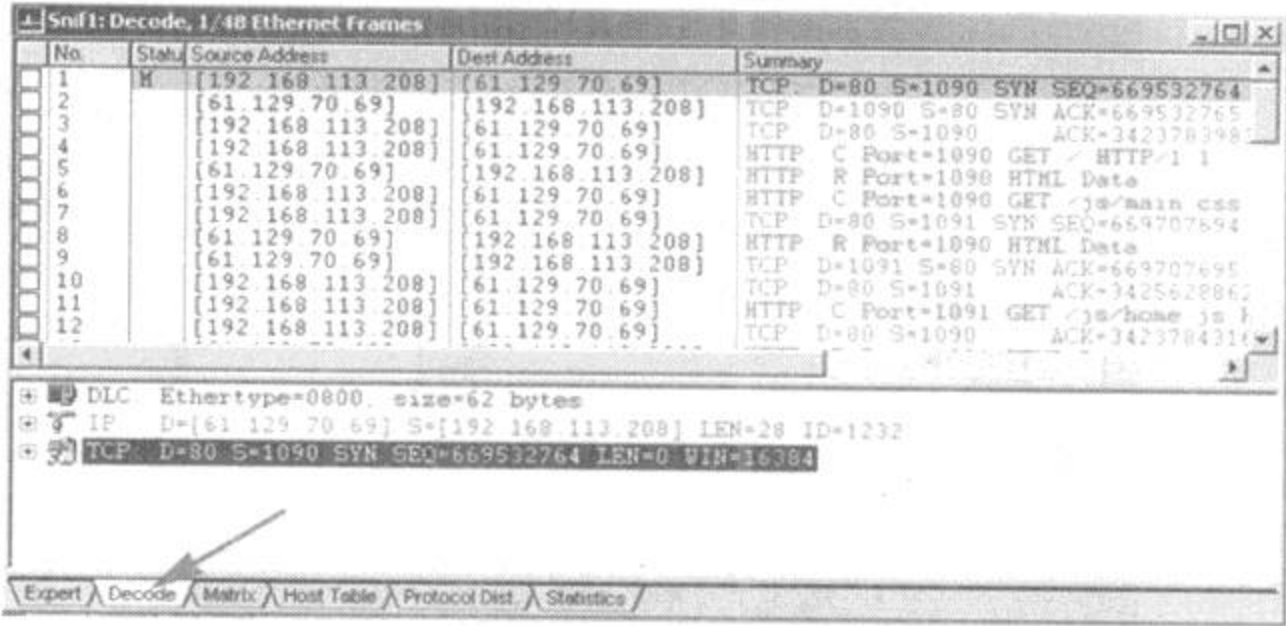 Snif1: Decode, 1/48 Ethernet Frames
No. Statu Source Address Dest Address Summary
1 M [192.168.113.208] [61.129.70.69] TCP: D=80 S=1090 SYN SEQ=669532764
2 [61.129.70.69] [192.168.113.208] TCP D=1090 S=80 SYN ACK=669532765
3 [192.168.113.208] [61.129.70.69] TCP D=80 S=1090 ACK=342378398
4 [192.168.113.208] [61.129.70.69] HTTP C Port=1090 GET / HTTP/1.1
5 [61.129.70.69] [192.168.113.208] HTTP R Port=1090 HTML Data
6 [192.168.113.208] [61.129.70.69] HTTP C Port=1090 GET /js/main.css
7 [192.168.113.208] [61.129.70.69] TCP D=80 S=1091 SYN SEQ=669707694
8 [61.129.70.69] [192.168.113.208] HTTP R Port=1090 HTML Data
9 [61.129.70.69] [192.168.113.208] TCP D=1091 S=80 SYN ACK=669707695
10 [192.168.113.208] [61.129.70.69] TCP D=80 S=1091 ACK=3425628862
11 [192.168.113.208] [61.129.70.69] HTTP C Port=1091 GET /js/home.js
12 [192.168.113.208] [61.129.70.69] TCP D=80 S=1090 ACK=342378431
DLC Ethertype=0800, size=62 bytes
IP D=[61.129.70.69] S=[192.168.113.208] LEN=28 ID=1232
TCP D=80 S=1090 SYN SEQ=669532764 LEN=0 WIN=16384
Expert Decode Matrix Host Table Protocol Dist. Statistics